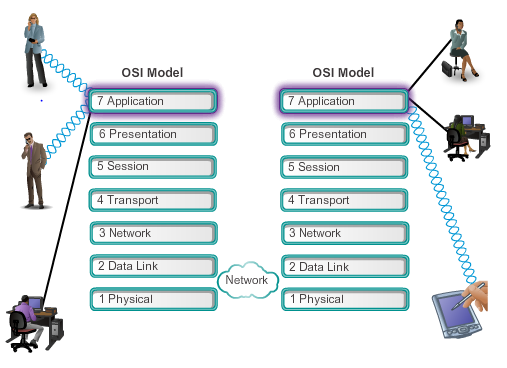 OSI Model
7 Application
6 Presentation
5 Session
4 Transport
3 Network
2 Data Link
1 Physical
Network
OSI Model
7 Application
6 Presentation
5 Session
4 Transport
3 Network
2 Data Link
1 Physical